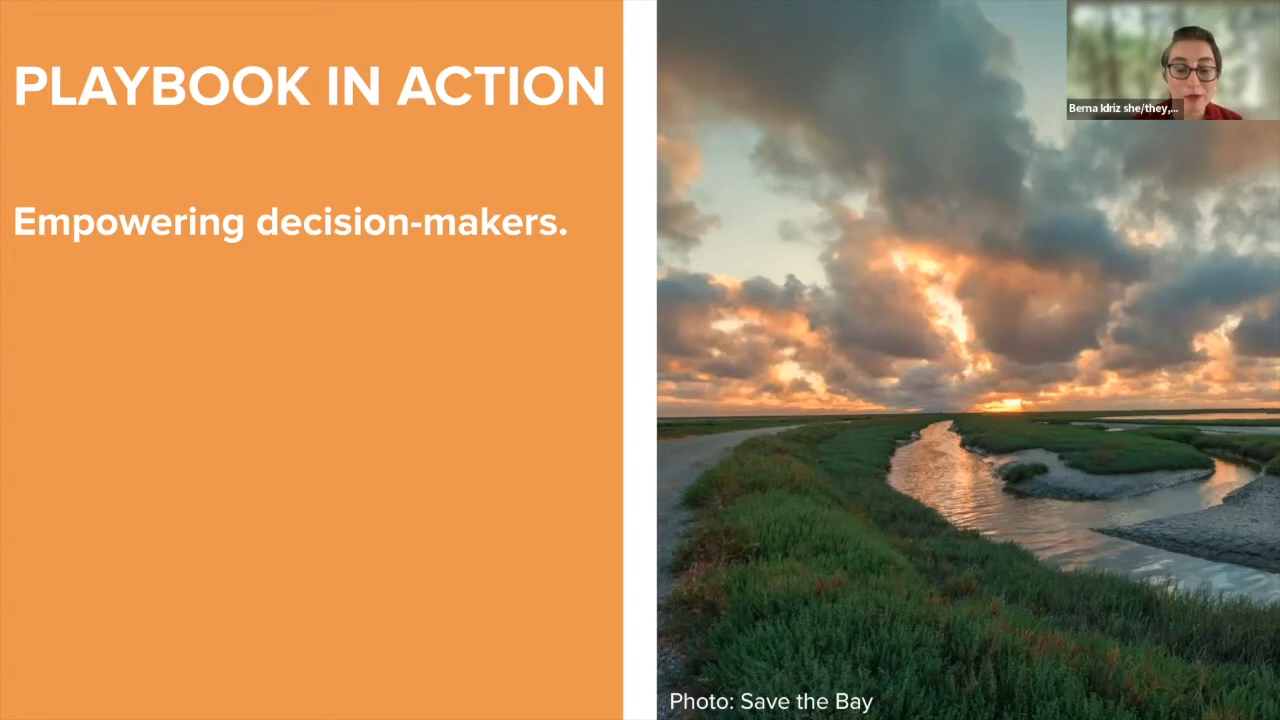 PLAYBOOK IN ACTION
Empowering decision-makers.
Berna Idriz she/they,...
Photo: Save the Bay